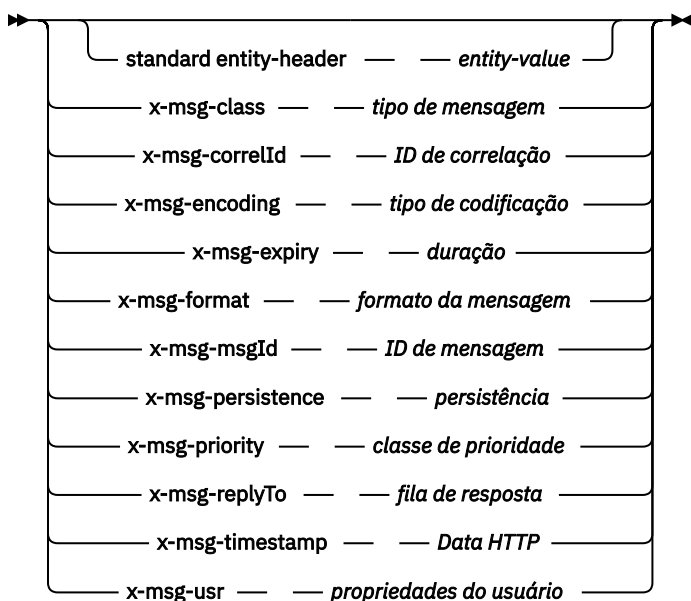 standard entity-header entity-value
x-msg-class tipo de mensagem
x-msg-correlId ID de correlação
x-msg-encoding tipo de codificação
x-msg-expiry duração
x-msg-format formato da mensagem
x-msg-msgId ID de mensagem
x-msg-persistence persistência
x-msg-priority classe de prioridade
x-msg-replyTo fila de resposta
x-msg-timestamp Data HTTP
x-msg-usr propriedades do usuário